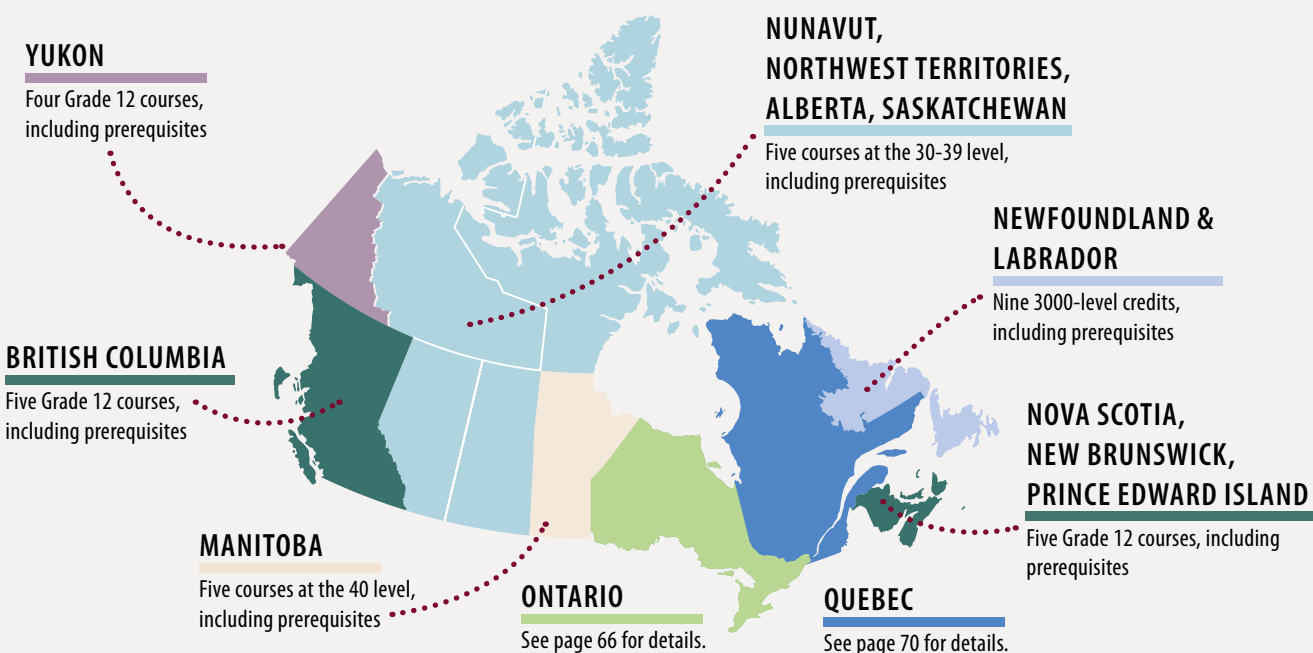 YUKON
Four Grade 12 courses,
including prerequisites
NUNAVUT,
NORTHWEST TERRITORIES,
ALBERTA, SASKATCHEWAN
Five courses at the 30-39 level,
including prerequisites
NEWFOUNDLAND &
LABRADOR
Nine 3000-level credits,
including prerequisites
BRITISH COLUMBIA
Five Grade 12 courses,
including prerequisites
NOVA SCOTIA,
NEW BRUNSWICK,
PRINCE EDWARD ISLAND
Five Grade 12 courses, including
prerequisites
MANITOBA
Five courses at the 40 level,
including prerequisites
ONTARIO
See page 66 for details.
QUEBEC
See page 70 for details.